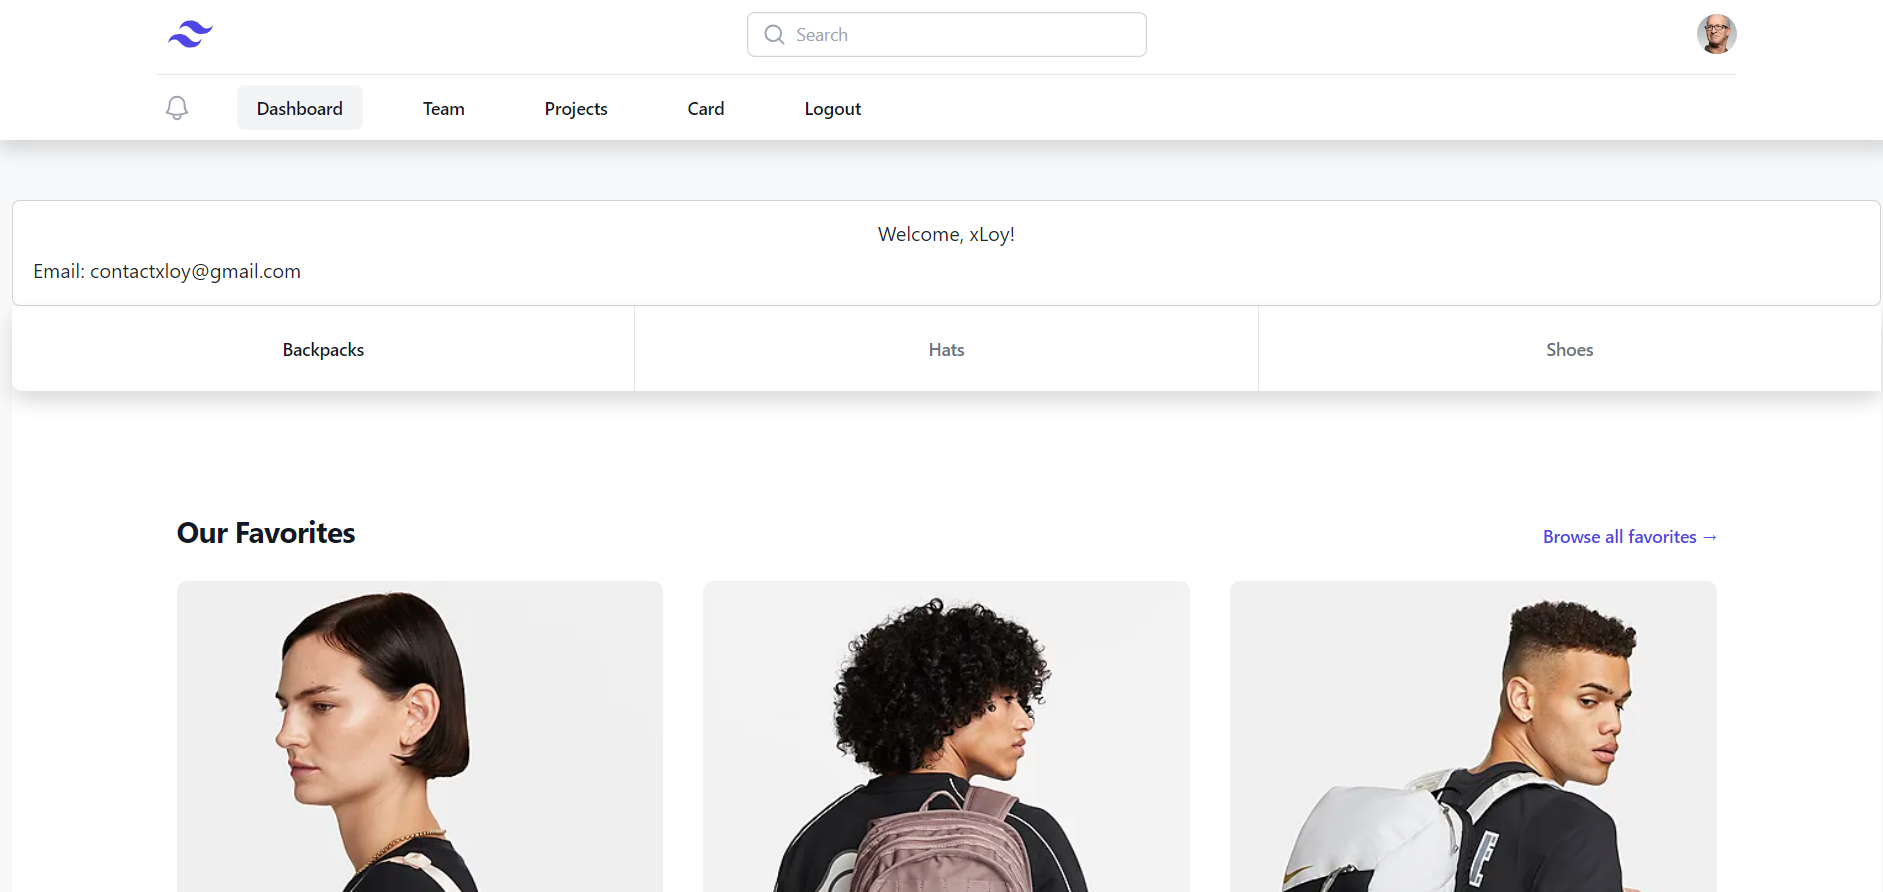 Search
Dashboard Team Projects Card Logout
Welcome, xLoy!
Email: contactxloy@gmail.com
Backpacks Hats Shoes
Our Favorites
Browse all favorites →